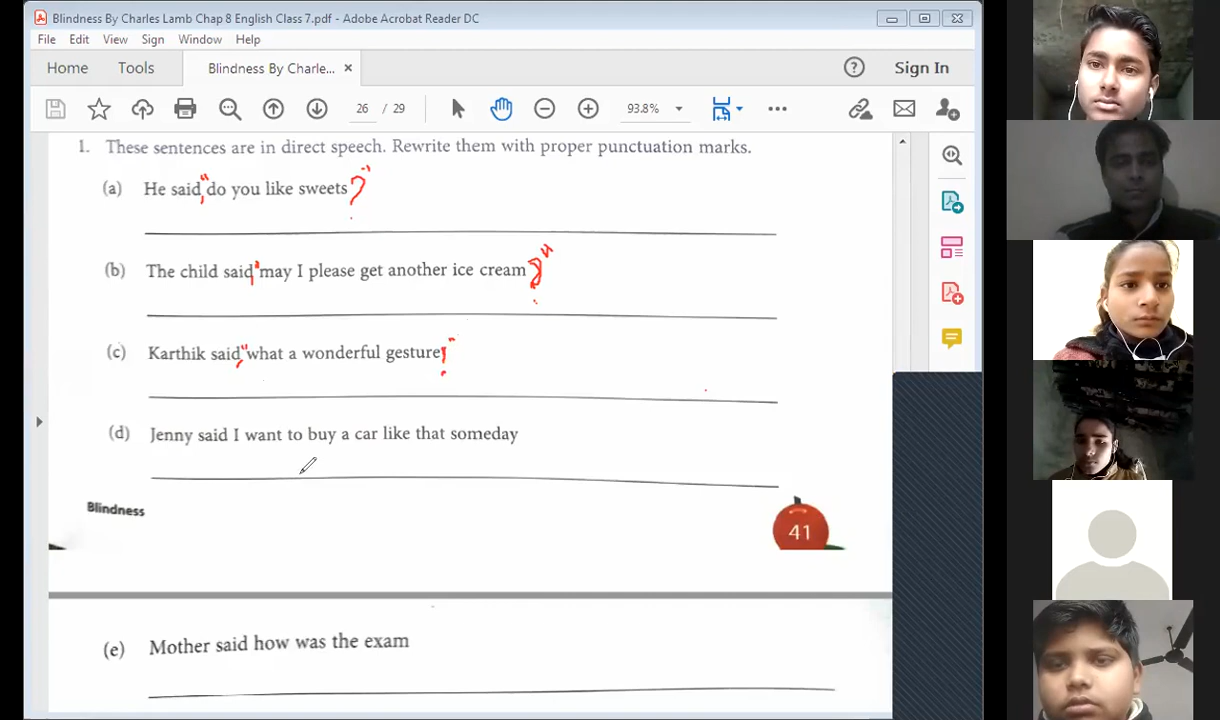 Blindness By Charles Lamb Chap 8 English Class 7.pdf - Adobe Acrobat Reader DC
File Edit View Sign Window Help
Home Tools Blindness By Charle... × Sign In
26 / 29 93.8%
1. These sentences are in direct speech. Rewrite them with proper punctuation marks.
(a) He said, "do you like sweets?"
(b) The child said, "may I please get another ice cream?"
(c) Karthik said, "what a wonderful gesture!"
(d) Jenny said I want to buy a car like that someday
Blindness 41
(e) Mother said how was the exam